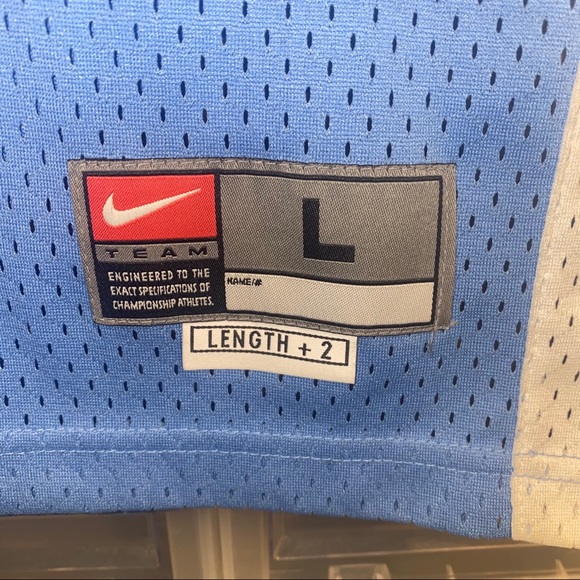 TEAM
ENGINEERED TO THE
EXACT SPECIFICATIONS OF
CHAMPIONSHIP ATHLETES.
L
NAME/#
LENGTH + 2